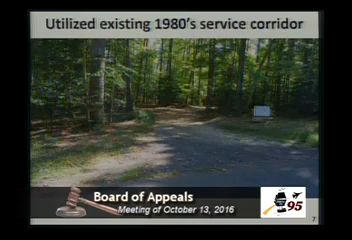 Utilized existing 1980's service corridor
Board of Appeals
Meeting of October 13, 2016
95
7